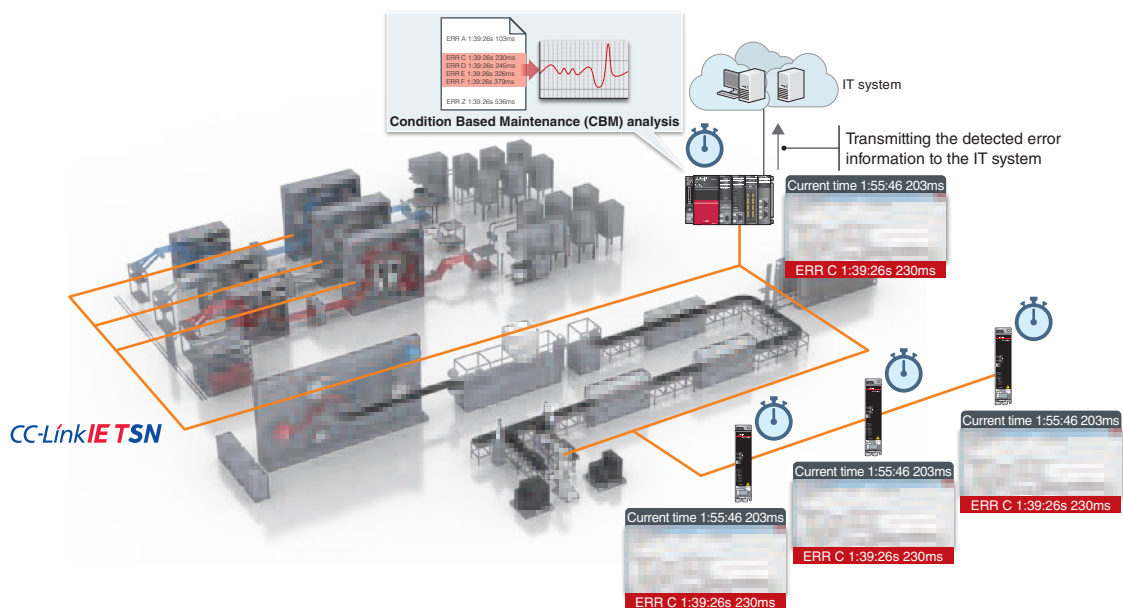 ERR A 1:39:26s 103ms
ERR C 1:39:26s 230ms
ERR D 1:39:26s 245ms
ERR E 1:39:26s 326ms
ERR F 1:39:26s 379ms
ERR Z 1:39:26s 536ms
Condition Based Maintenance (CBM) analysis
IT system
Transmitting the detected error
information to the IT system
Current time 1:55:46 203ms
ERR C 1:39:26s 230ms
CC-Link IE TSN
Current time 1:55:46 203ms
ERR C 1:39:26s 230ms
Current time 1:55:46 203ms
ERR C 1:39:26s 230ms
Current time 1:55:46 203ms
ERR C 1:39:26s 230ms